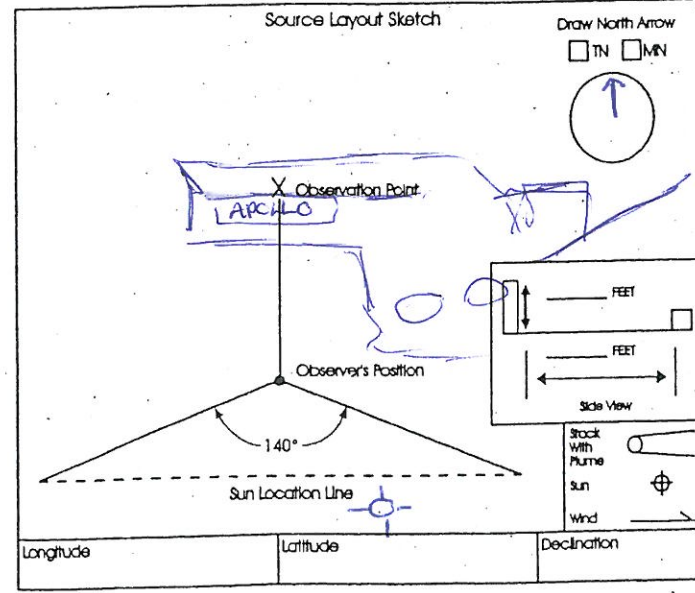 Source Layout Sketch
Draw North Arrow
TN MN
X Observation Point
APOLLO
FEET
FEET
Observer's Position
Side View
140°
Stack
With
Plume
Sun
Sun Location Line
Wind
Longitude
Latitude
Declination